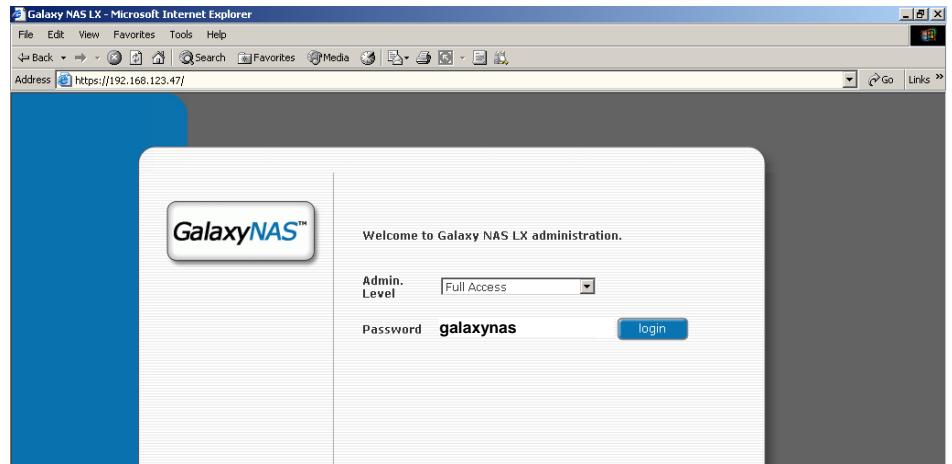 Galaxy NAS LX - Microsoft Internet Explorer
File Edit View Favorites Tools Help
Back Search Favorites Media
Address https://192.168.123.47/ Go Links »
GalaxyNAS™
Welcome to Galaxy NAS LX administration.
Admin. Level Full Access
Password galaxynas login